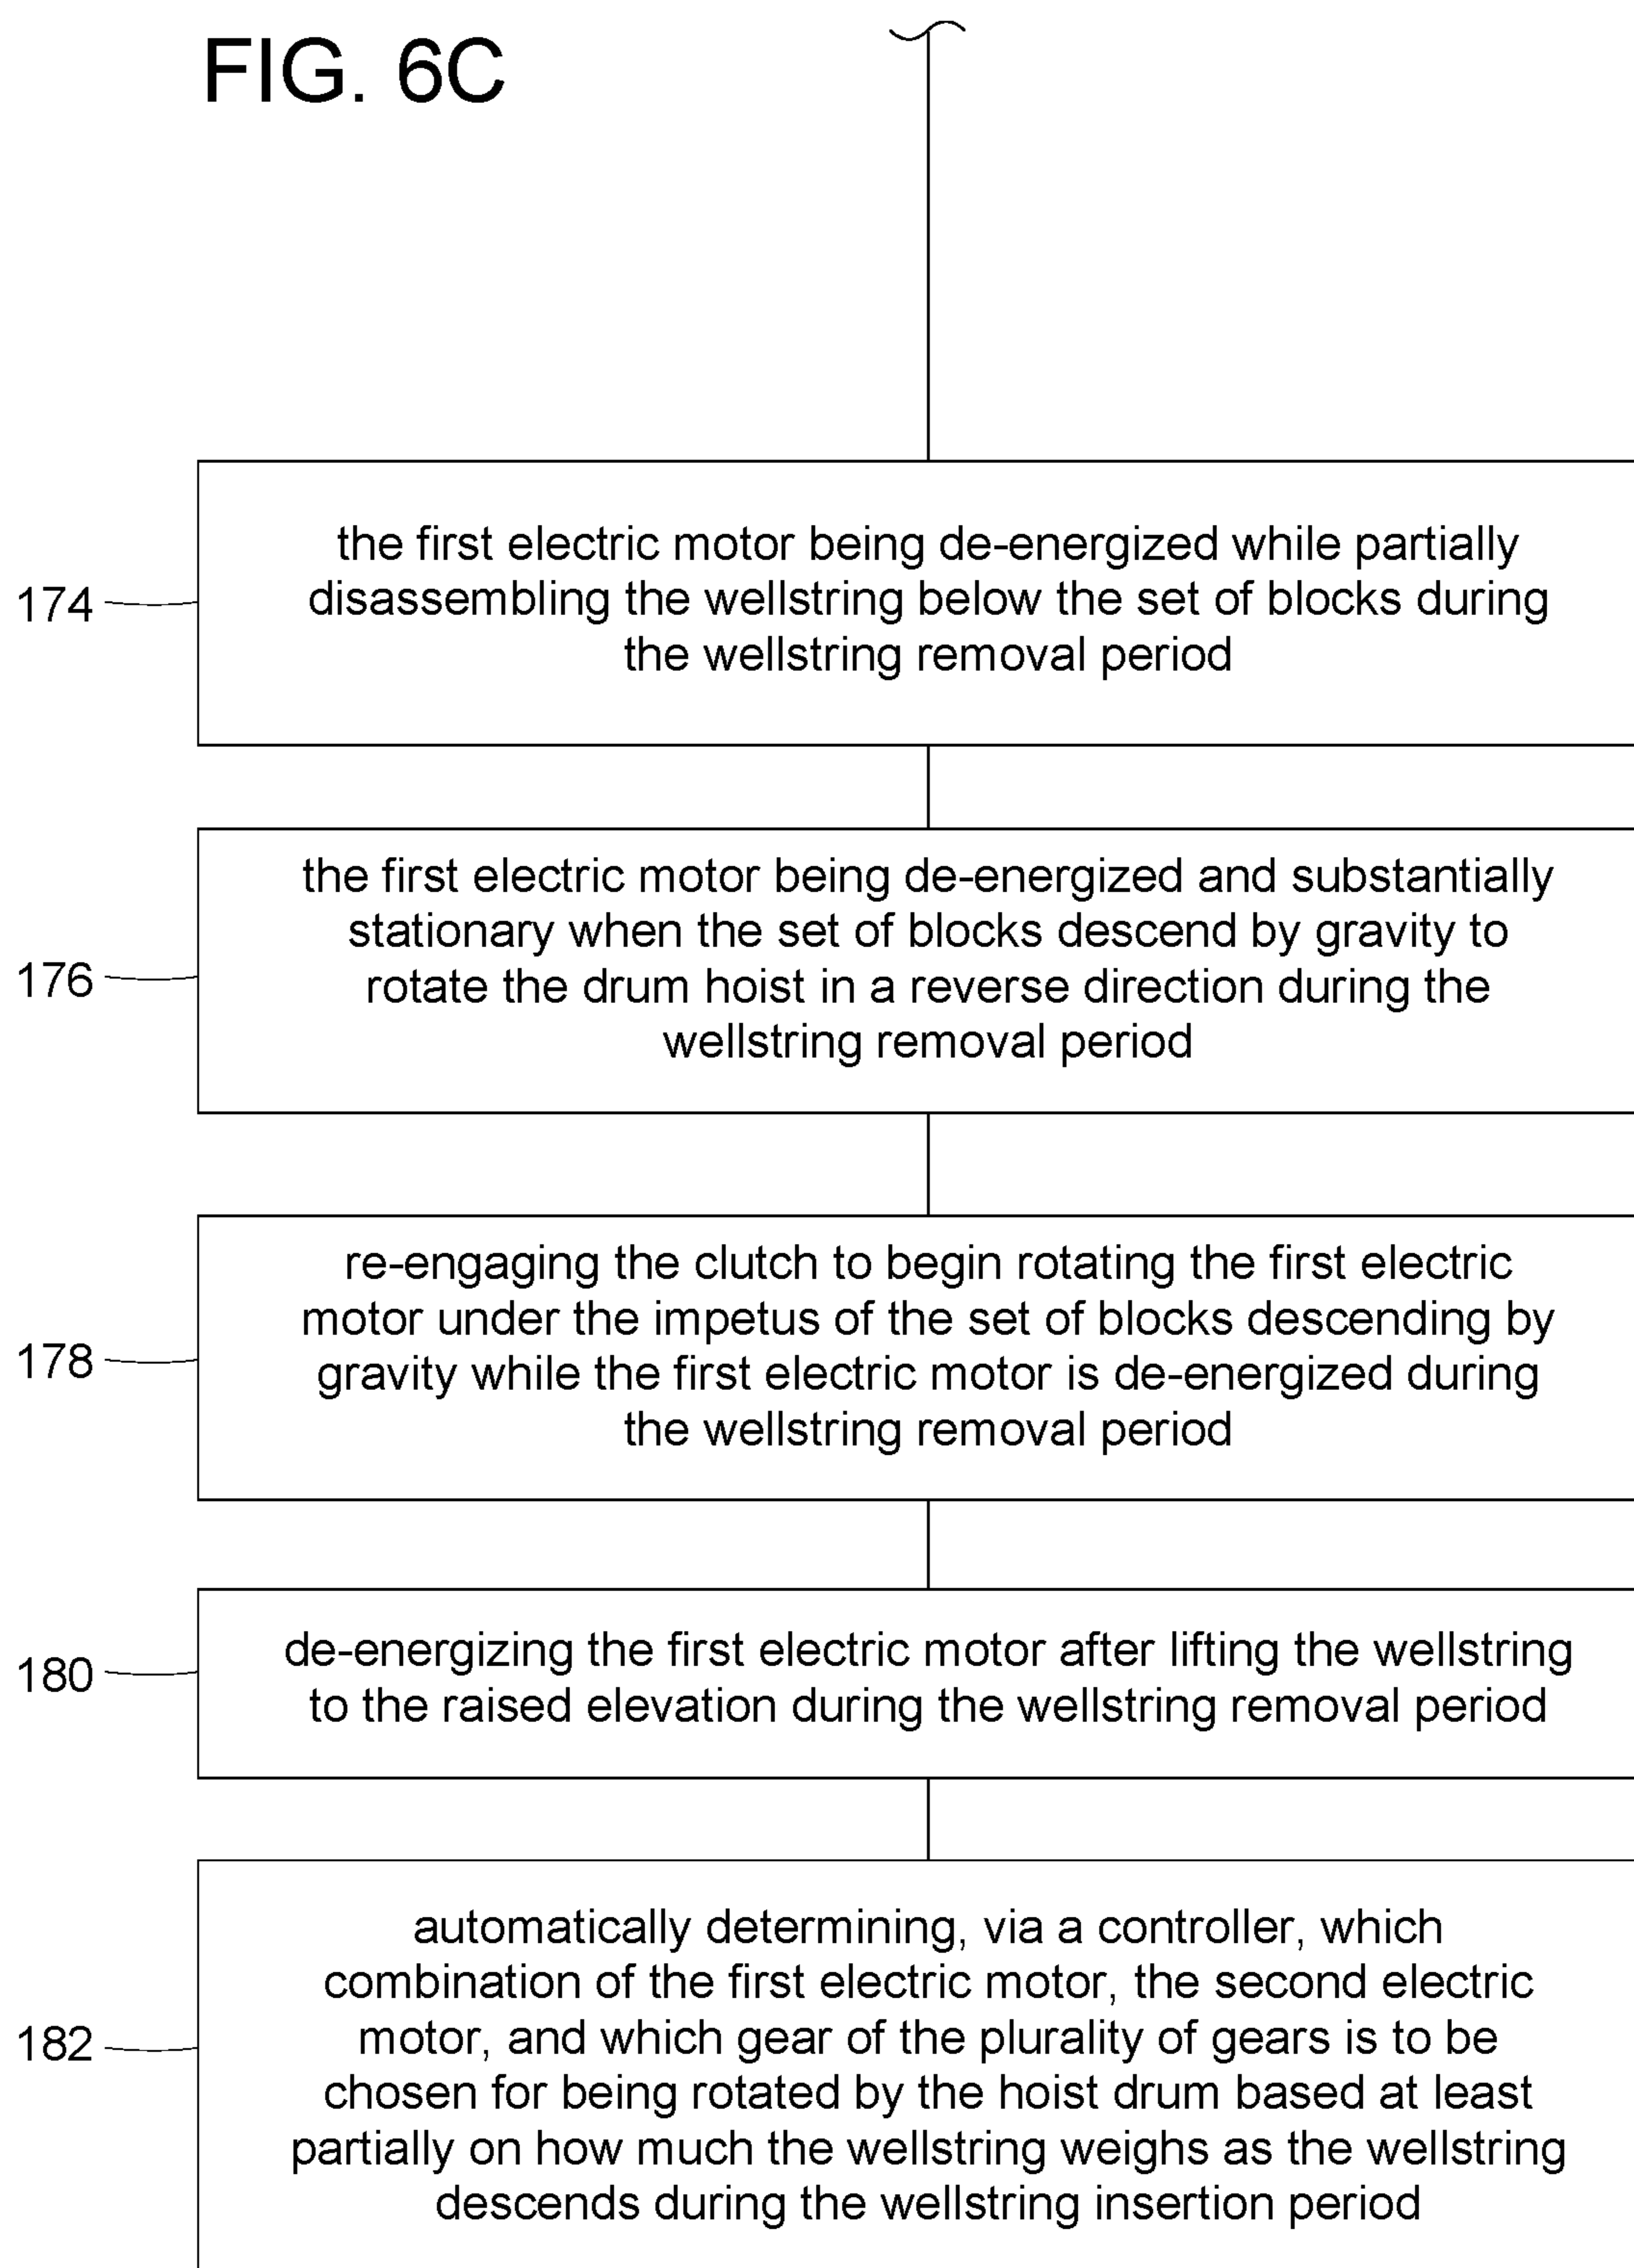 FIG. 6C
174
the first electric motor being de-energized while partially
disassembling the wellstring below the set of blocks during
the wellstring removal period
176
the first electric motor being de-energized and substantially
stationary when the set of blocks descend by gravity to
rotate the drum hoist in a reverse direction during the
wellstring removal period
178
re-engaging the clutch to begin rotating the first electric
motor under the impetus of the set of blocks descending by
gravity while the first electric motor is de-energized during
the wellstring removal period
180
de-energizing the first electric motor after lifting the wellstring
to the raised elevation during the wellstring removal period
182
automatically determining, via a controller, which
combination of the first electric motor, the second electric
motor, and which gear of the plurality of gears is to be
chosen for being rotated by the hoist drum based at least
partially on how much the wellstring weighs as the wellstring
descends during the wellstring insertion period